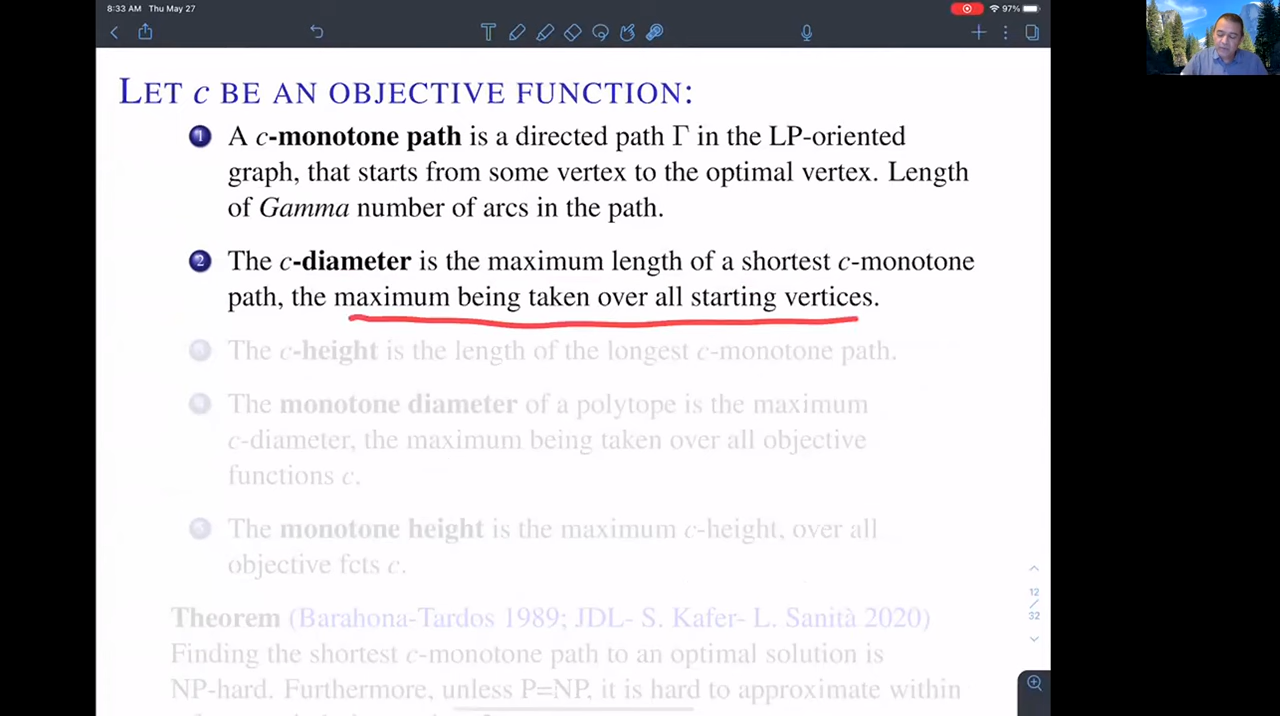 8:33 AM Thu May 27
97%
LET c BE AN OBJECTIVE FUNCTION:
1 A c-monotone path is a directed path Γ in the LP-oriented
graph, that starts from some vertex to the optimal vertex. Length
of Gamma number of arcs in the path.
2 The c-diameter is the maximum length of a shortest c-monotone
path, the maximum being taken over all starting vertices.
3 The c-height is the length of the longest c-monotone path.
4 The monotone diameter of a polytope is the maximum
c-diameter, the maximum being taken over all objective
functions c.
5 The monotone height is the maximum c-height, over all
objective fcts c.
Theorem (Barahona-Tardos 1989; JDL- S. Kafer- L. Sanità 2020)
Finding the shortest c-monotone path to an optimal solution is
NP-hard. Furthermore, unless P=NP, it is hard to approximate within
12
/
32